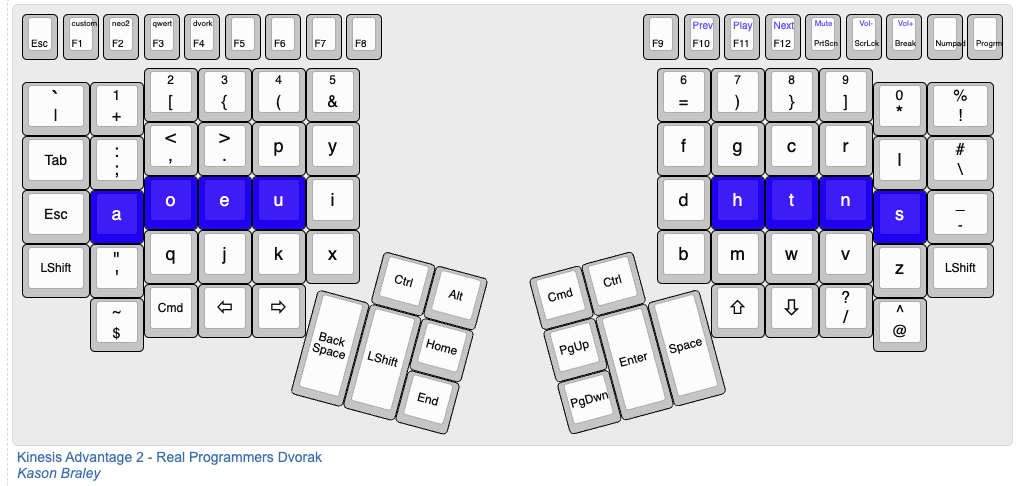 custom neo2 qwert dvork Prev Play Next Mute Vol- Vol+
Esc F1 F2 F3 F4 F5 F6 F7 F8 F9 F10 F11 F12 PrtScn ScrLck Break Numpad Progrm
` 1 2 3 4 5 6 7 8 9 0 %
| + [ { ( & = ) } ] * !
Tab : < > p y f g c r l #
; , . \
Esc a o e u i d h t n s _
-
LShift " q j k x b m w v z LShift
'
~ Cmd ⇦ ⇨ ⇧ ⇩ ? ^
$ / @
Ctrl Alt Cmd Ctrl
Back Space LShift Home PgUp Enter Space
End PgDwn
Kinesis Advantage 2 - Real Programmers Dvorak
Kason Braley